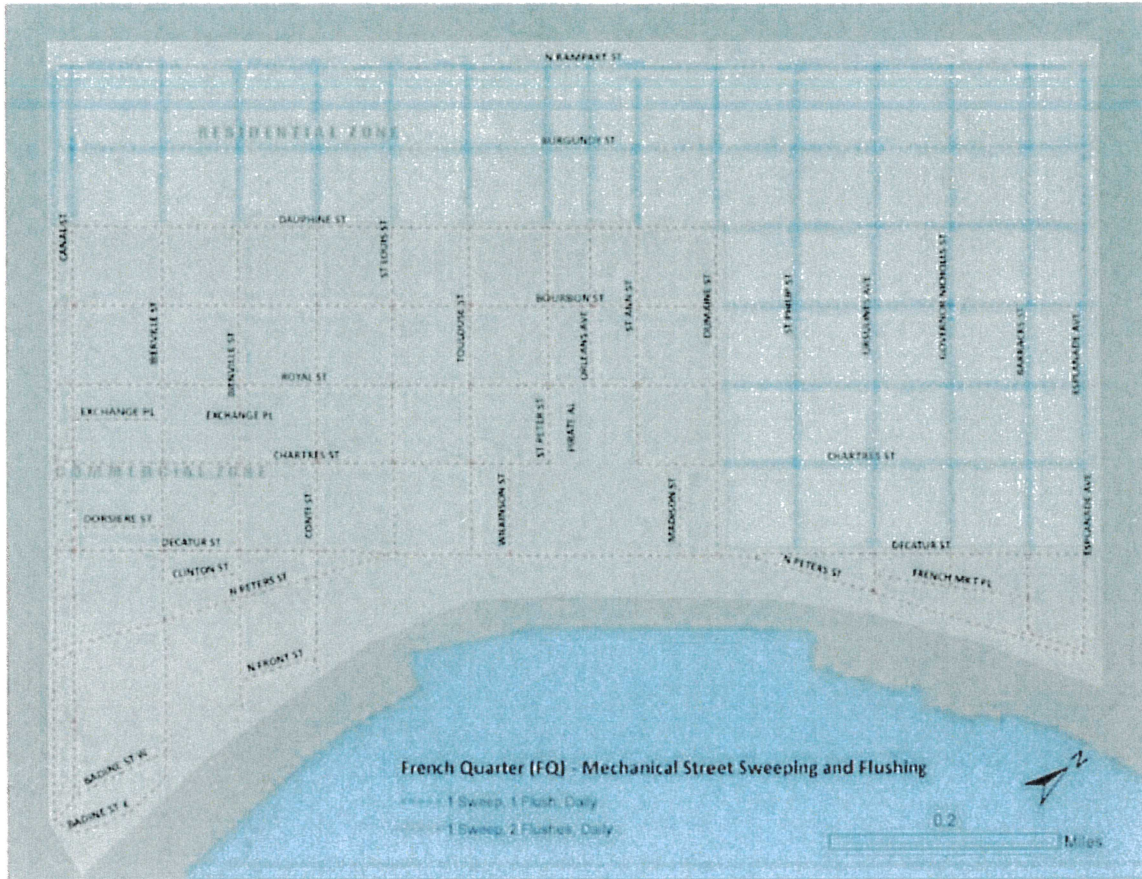 N RAMPART ST
RESIDENTIAL ZONE
BURGUNDY ST
DAUPHINE ST
CANAL ST
ST LOUIS ST
BOURBON ST
IBERVILLE ST
BIENVILLE ST
TOULOUSE ST
ORLEANS AVE
ST ANN ST
DUMAINE ST
ST PHILIP ST
URSULINES AVE
GOVERNOR NICHOLLS ST
BARRACKS ST
ESPLANADE AVE
ROYAL ST
EXCHANGE PL
EXCHANGE PL
ST PETER ST
PIRATE AL
CHARTRES ST
CHARTRES ST
COMMERCIAL ZONE
DORSIERE ST
CONTI ST
WILKINSON ST
MADISON ST
ESPLANADE AVE
DECATUR ST
DECATUR ST
CLINTON ST
N PETERS ST
N PETERS ST
FRENCH MKT PL
N FRONT ST
BADINE ST W
BADINE ST E
French Quarter (FQ) - Mechanical Street Sweeping and Flushing
1 Sweep, 1 Flush, Daily
1 Sweep, 2 Flushes, Daily
N
0.2
Miles